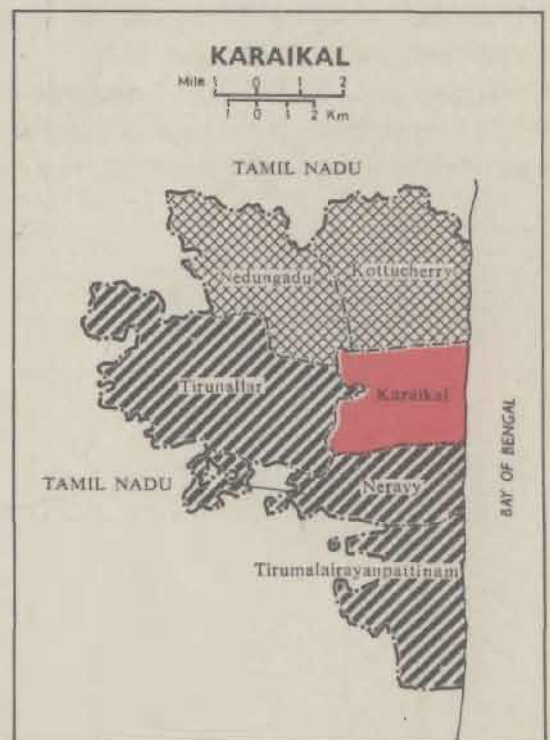 KARAIKAL
Mile 1 0 1 2
1 0 1 2 Km
TAMIL NADU
Nedungadu
Kottucherry
Tirunallar
Karaikal
BAY OF BENGAL
TAMIL NADU
Neravy
Tirumalairayanpattinam